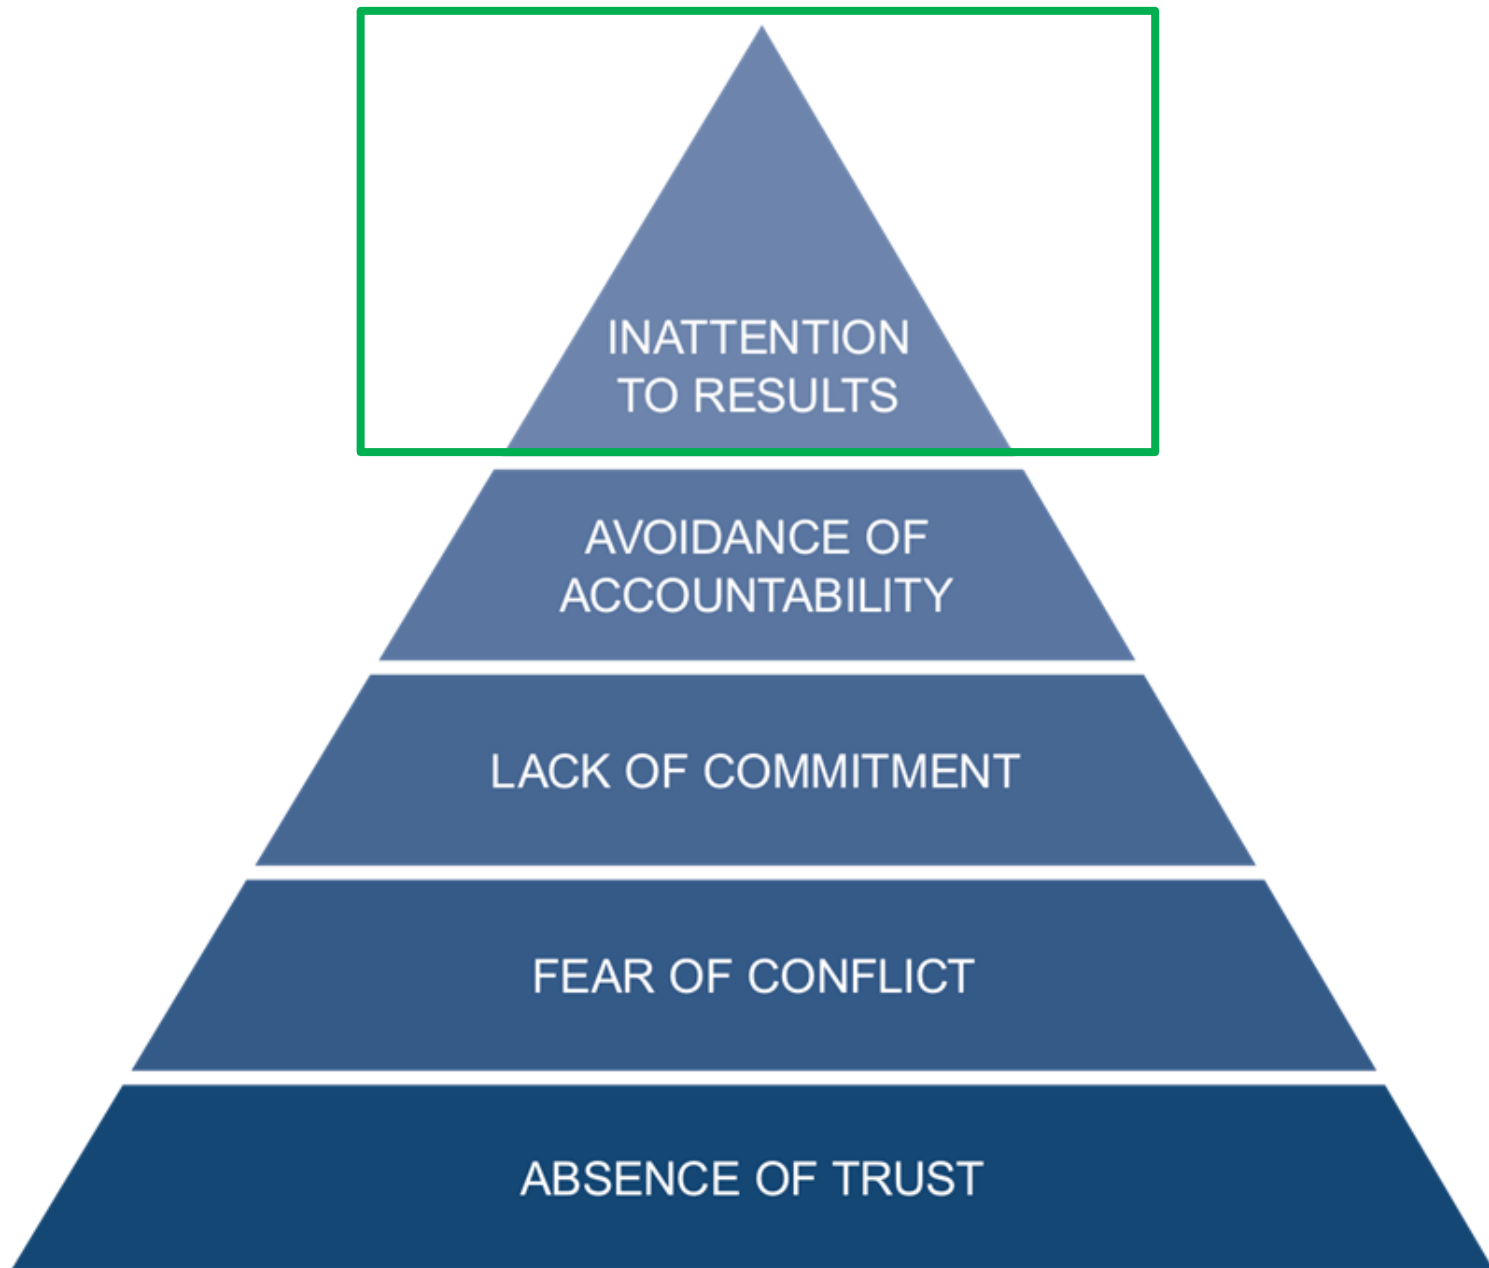 INATTENTION
TO RESULTS
AVOIDANCE OF
ACCOUNTABILITY
LACK OF COMMITMENT
FEAR OF CONFLICT
ABSENCE OF TRUST